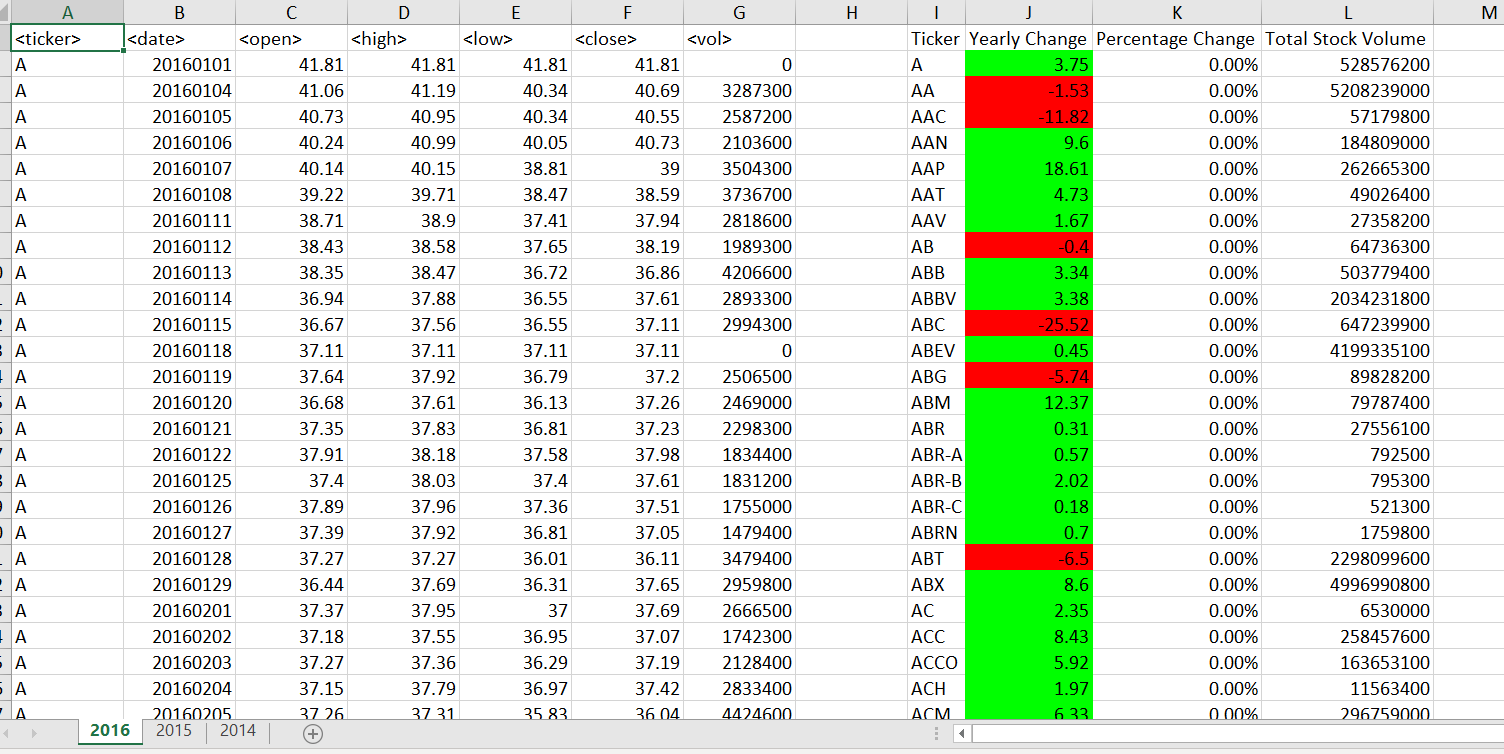 A B C D E F G H I J K L M
<ticker> <date> <open> <high> <low> <close> <vol> Ticker Yearly Change Percentage Change Total Stock Volume
A 20160101 41.81 41.81 41.81 41.81 0 A 3.75 0.00% 528576200
A 20160104 41.06 41.19 40.34 40.69 3287300 AA -1.53 0.00% 5208239000
A 20160105 40.73 40.95 40.34 40.55 2587200 AAC -11.82 0.00% 57179800
A 20160106 40.24 40.99 40.05 40.73 2103600 AAN 9.6 0.00% 184809000
A 20160107 40.14 40.15 38.81 39 3504300 AAP 18.61 0.00% 262665300
A 20160108 39.22 39.71 38.47 38.59 3736700 AAT 4.73 0.00% 49026400
A 20160111 38.71 38.9 37.41 37.94 2818600 AAV 1.67 0.00% 27358200
A 20160112 38.43 38.58 37.65 38.19 1989300 AB -0.4 0.00% 64736300
A 20160113 38.35 38.47 36.72 36.86 4206600 ABB 3.34 0.00% 503779400
A 20160114 36.94 37.88 36.55 37.61 2893300 ABBV 3.38 0.00% 2034231800
A 20160115 36.67 37.56 36.55 37.11 2994300 ABC -25.52 0.00% 647239900
A 20160118 37.11 37.11 37.11 37.11 0 ABEV 0.45 0.00% 4199335100
A 20160119 37.64 37.92 36.79 37.2 2506500 ABG -5.74 0.00% 89828200
A 20160120 36.68 37.61 36.13 37.26 2469000 ABM 12.37 0.00% 79787400
A 20160121 37.35 37.83 36.81 37.23 2298300 ABR 0.31 0.00% 27556100
A 20160122 37.91 38.18 37.58 37.98 1834400 ABR-A 0.57 0.00% 792500
A 20160125 37.4 38.03 37.4 37.61 1831200 ABR-B 2.02 0.00% 795300
A 20160126 37.89 37.96 37.36 37.51 1755000 ABR-C 0.18 0.00% 521300
A 20160127 37.39 37.92 36.81 37.05 1479400 ABRN 0.7 0.00% 1759800
A 20160128 37.27 37.27 36.01 36.11 3479400 ABT -6.5 0.00% 2298099600
A 20160129 36.44 37.69 36.31 37.65 2959800 ABX 8.6 0.00% 4996990800
A 20160201 37.37 37.95 37 37.69 2666500 AC 2.35 0.00% 6530000
A 20160202 37.18 37.55 36.95 37.07 1742300 ACC 8.43 0.00% 258457600
A 20160203 37.27 37.36 36.29 37.19 2128400 ACCO 5.92 0.00% 163653100
A 20160204 37.15 37.79 36.97 37.42 2833400 ACH 1.97 0.00% 11563400
A 20160205 37.26 37.31 35.83 36.04 4424600 ACM 6.33 0.00% 296759000
2016 2015 2014